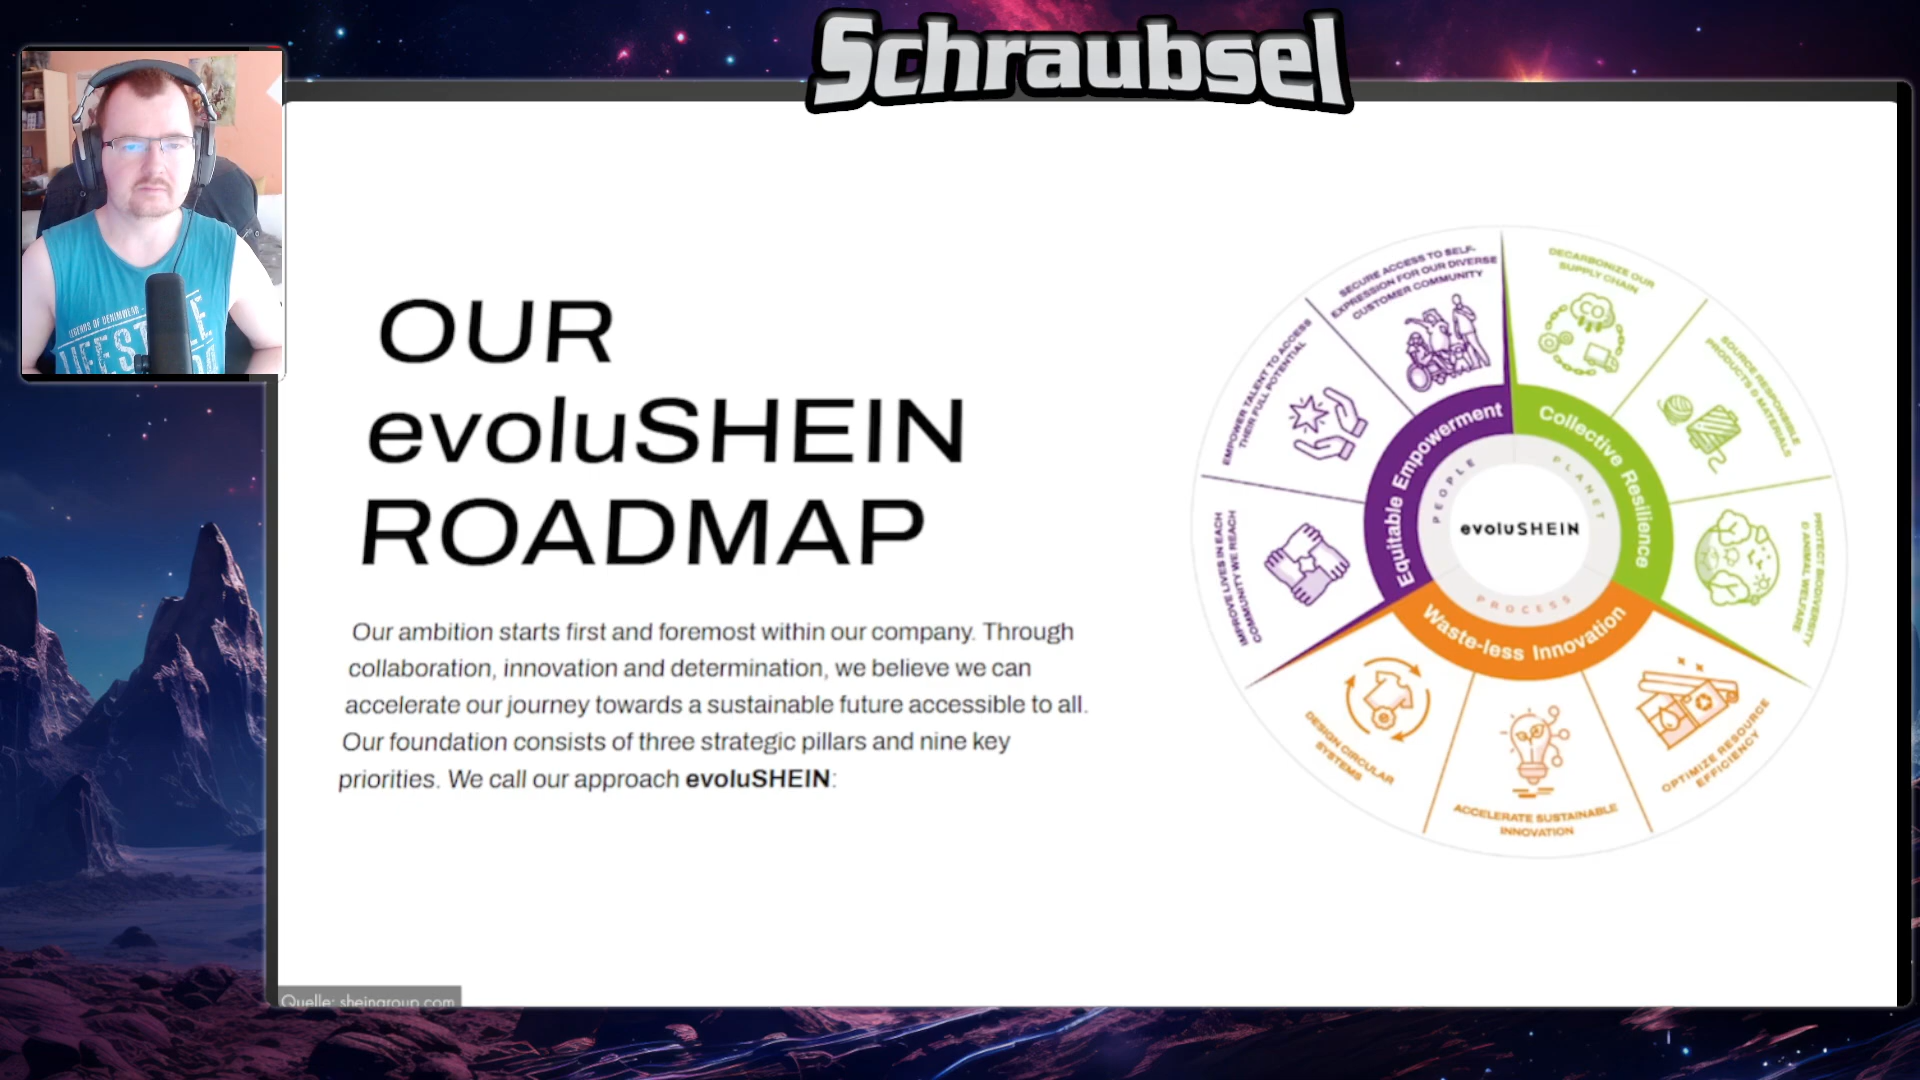 Schraubsel
OUR
evoluSHEIN
ROADMAP
Our ambition starts first and foremost within our company. Through
collaboration, innovation and determination, we believe we can
accelerate our journey towards a sustainable future accessible to all.
Our foundation consists of three strategic pillars and nine key
priorities. We call our approach evoluSHEIN:
SECURE ACCESS TO SELF-
EXPRESSION FOR OUR DIVERSE
CUSTOMER COMMUNITY
EMPOWER TALENT TO ACCESS
THEIR FULL POTENTIAL
IMPROVE LIVES IN EACH
COMMUNITY WE REACH
Equitable Empowerment
PEOPLE
DECARBONIZE OUR
SUPPLY CHAIN
CO
SOURCE RESPONSIBLE
PRODUCTS & MATERIALS
PROTECT BIODIVERSITY
& ANIMAL WELFARE
Collective Resilience
PLANET
evoluSHEIN
PROCESS
Waste-less Innovation
DESIGN CIRCULAR
SYSTEMS
ACCELERATE SUSTAINABLE
INNOVATION
OPTIMIZE RESOURCE
EFFICIENCY
LEGENDS OF DENIMWEAR
Quelle: sheingroup.com